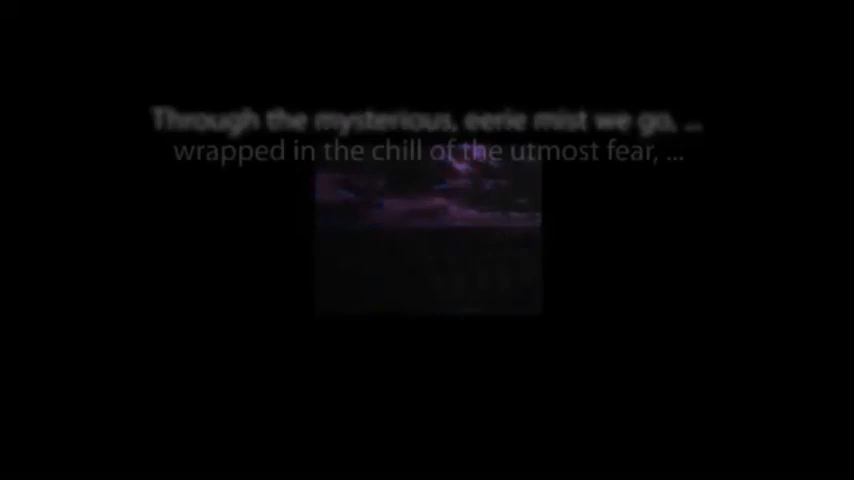 Through the mysterious, eerie mist we go, ...
wrapped in the chill of the utmost fear, ...